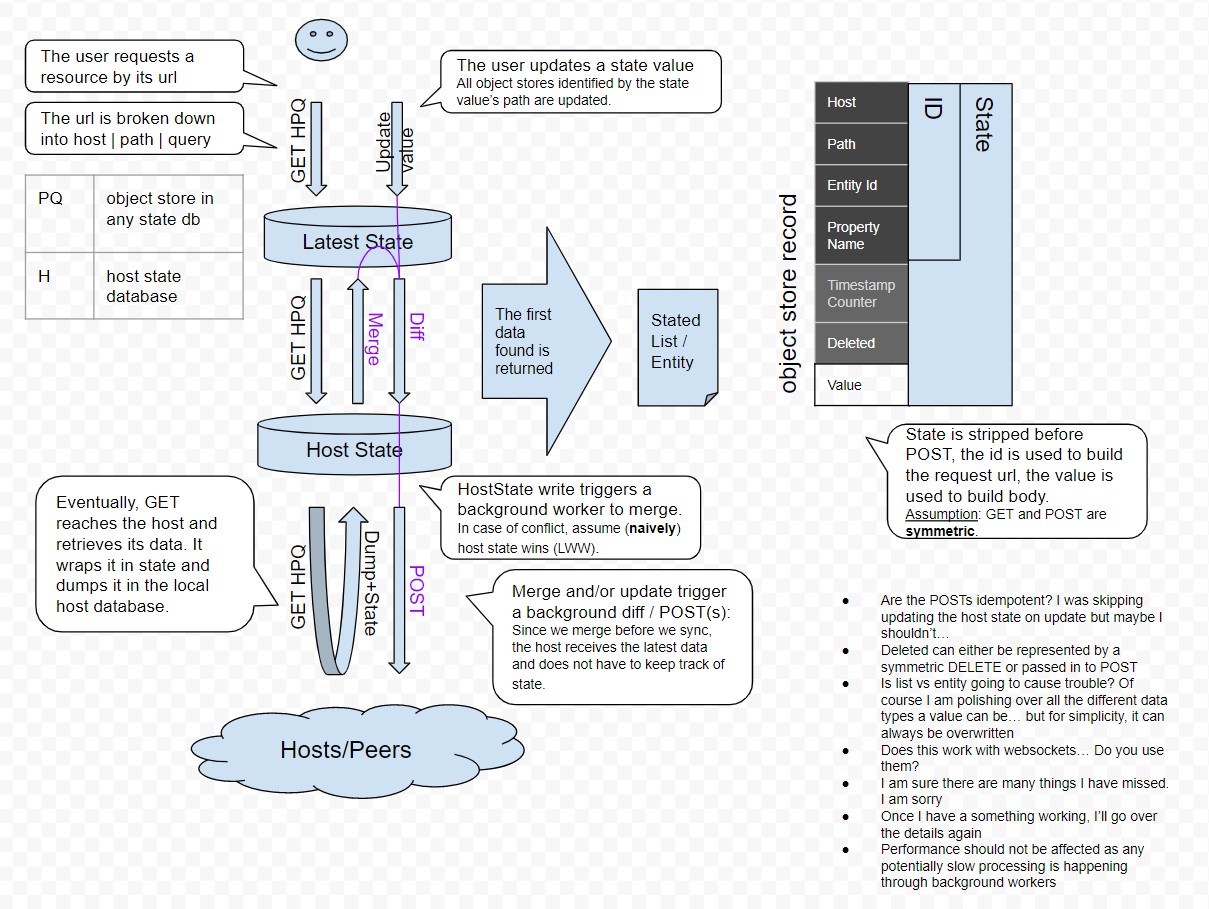 The user requests a
resource by its url
The url is broken down
into host | path | query
PQ
object store in
any state db
H
host state
database
GET HPQ
Update
value
The user updates a state value
All object stores identified by the state
value's path are updated.
Latest State
GET HPQ
Merge
Diff
The first
data
found is
returned
Stated
List /
Entity
Host State
Eventually, GET
reaches the host and
retrieves its data. It
wraps it in state and
dumps it in the local
host database.
GET HPQ
Dump+State
POST
HostState write triggers a
background worker to merge.
In case of conflict, assume (naively)
host state wins (LWW).
Merge and/or update trigger
a background diff / POST(s):
Since we merge before we sync,
the host receives the latest data
and does not have to keep track of
state.
Hosts/Peers
object store record
Host
Path
Entity Id
Property
Name
Timestamp
Counter
Deleted
Value
ID
State
State is stripped before
POST, the id is used to build
the request url, the value is
used to build body.
Assumption: GET and POST are
symmetric.
● Are the POSTs idempotent? I was skipping
updating the host state on update but maybe I
shouldn't…
● Deleted can either be represented by a
symmetric DELETE or passed in to POST
● Is list vs entity going to cause trouble? Of
course I am polishing over all the different data
types a value can be… but for simplicity, it can
always be overwritten
● Does this work with websockets… Do you use
them?
● I am sure there are many things I have missed.
I am sorry
● Once I have a something working, I'll go over
the details again
● Performance should not be affected as any
potentially slow processing is happening
through background workers